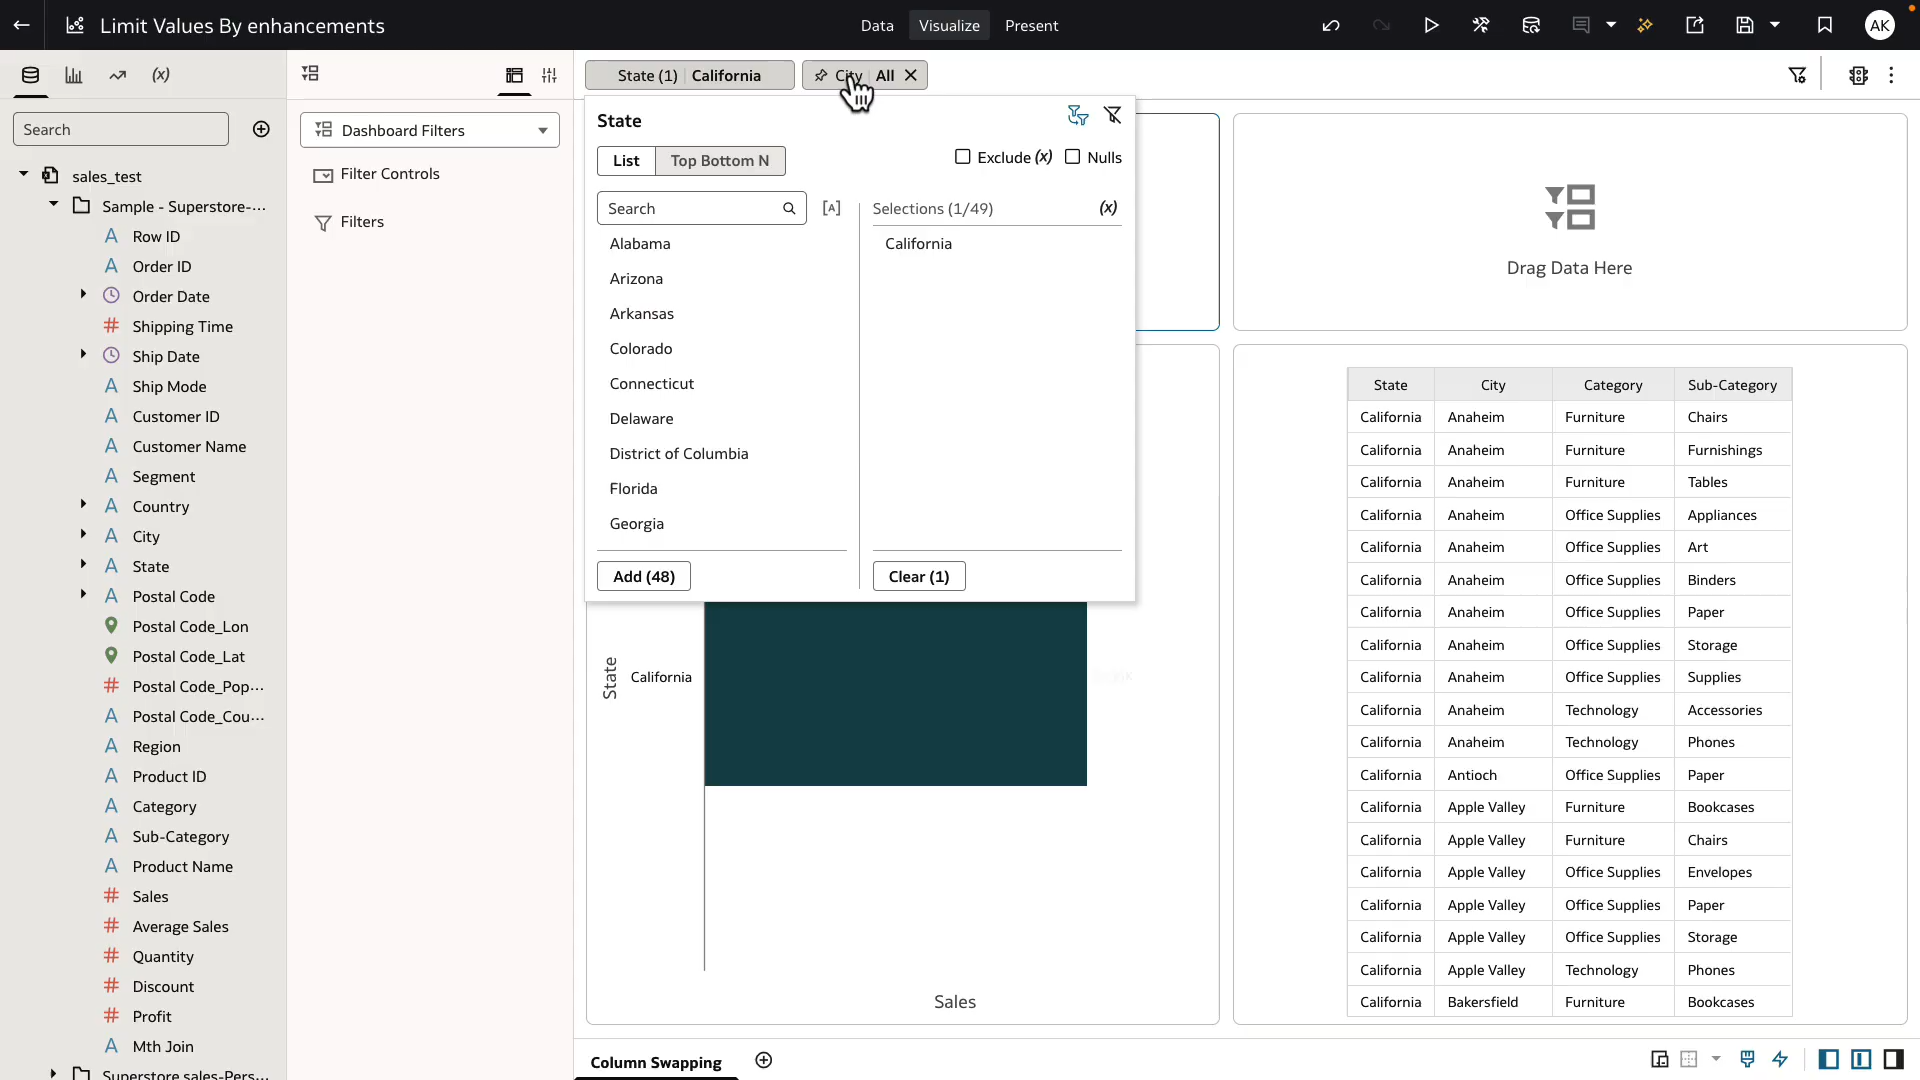 Limit Values By enhancements
Data
Visualize
Present
AK
(x)
Search
sales_test
Sample - Superstore-...
Row ID
Order ID
Order Date
Shipping Time
Ship Date
Ship Mode
Customer ID
Customer Name
Segment
Country
City
State
Postal Code
Postal Code_Lon
Postal Code_Lat
Postal Code_Pop...
Postal Code_Cou...
Region
Product ID
Category
Sub-Category
Product Name
Sales
Average Sales
Quantity
Discount
Profit
Mth Join
Superstore sales-Pers...
Dashboard Filters
Filter Controls
Filters
State (1) California
City All
State
List
Top Bottom N
Exclude (x)
Nulls
Search
[A]
Selections (1/49)
(x)
Alabama
Arizona
Arkansas
Colorado
Connecticut
Delaware
District of Columbia
Florida
Georgia
California
Add (48)
Clear (1)
State
California
Sales
Drag Data Here
State City Category Sub-Category
California Anaheim Furniture Chairs
California Anaheim Furniture Furnishings
California Anaheim Furniture Tables
California Anaheim Office Supplies Appliances
California Anaheim Office Supplies Art
California Anaheim Office Supplies Binders
California Anaheim Office Supplies Paper
California Anaheim Office Supplies Storage
California Anaheim Office Supplies Supplies
California Anaheim Technology Accessories
California Anaheim Technology Phones
California Antioch Office Supplies Paper
California Apple Valley Furniture Bookcases
California Apple Valley Furniture Chairs
California Apple Valley Office Supplies Envelopes
California Apple Valley Office Supplies Paper
California Apple Valley Office Supplies Storage
California Apple Valley Technology Phones
California Bakersfield Furniture Bookcases
Column Swapping